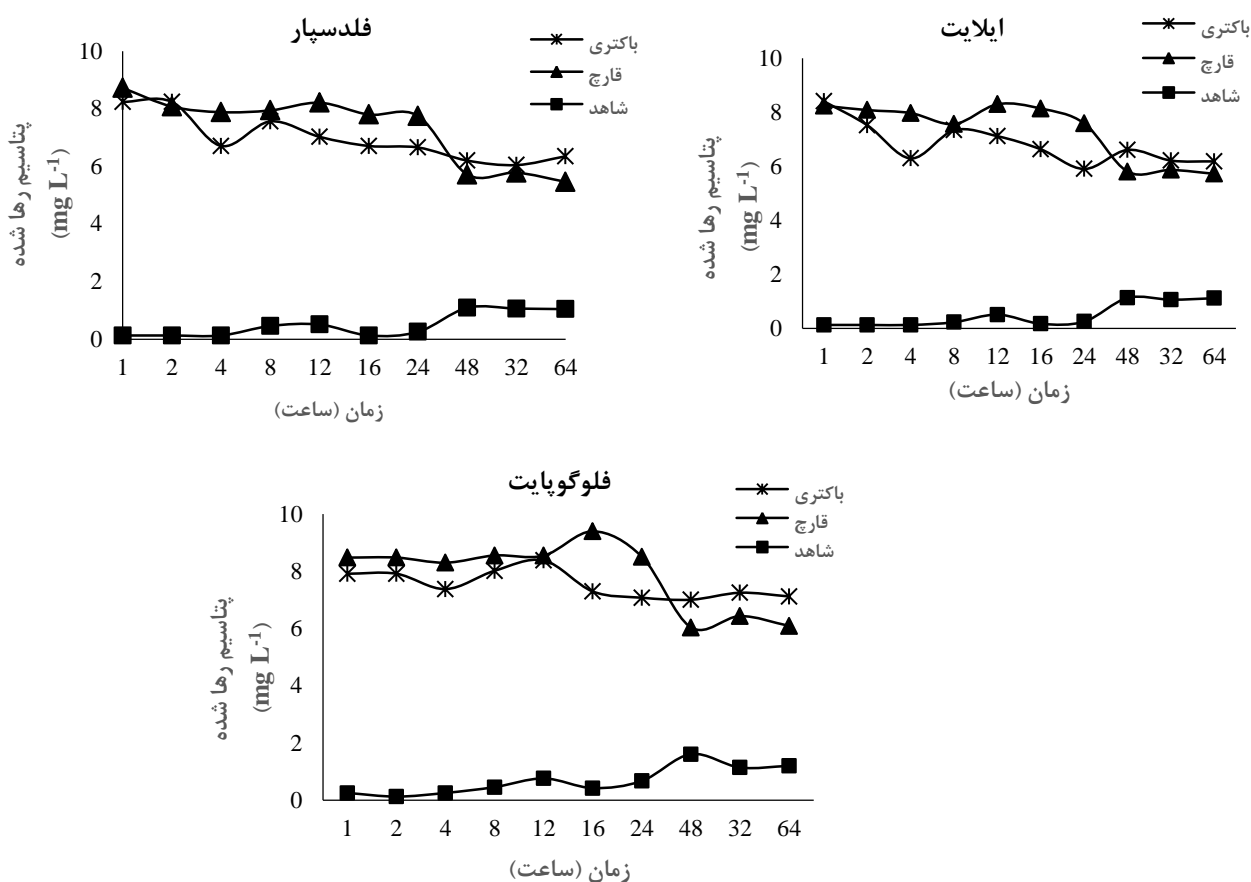 فلدسپار
باکتری
قارچ
شاهد
10
8
6
4
2
0
پتاسیم رها شده
(mg L-1)
1 2 4 8 12 16 24 48 32 64
زمان (ساعت)
ایلایت
باکتری
قارچ
شاهد
10
8
6
4
2
0
پتاسیم رها شده
(mg L-1)
1 2 4 8 12 16 24 48 32 64
زمان (ساعت)
فلوگوپایت
باکتری
قارچ
شاهد
10
8
6
4
2
0
پتاسیم رها شده
(mg L-1)
1 2 4 8 12 16 24 48 32 64
زمان (ساعت)